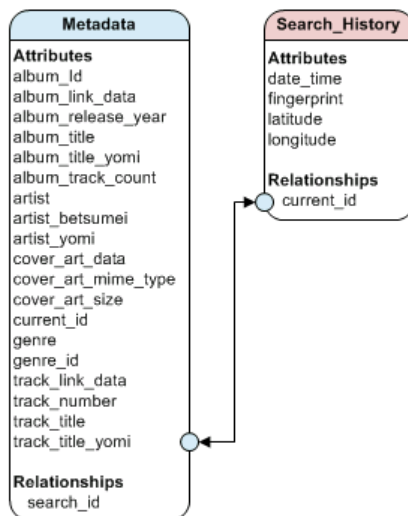 Metadata
Attributes
album_Id
album_link_data
album_release_year
album_title
album_title_yomi
album_track_count
artist
artist_betsumei
artist_yomi
cover_art_data
cover_art_mime_type
cover_art_size
current_id
genre
genre_id
track_link_data
track_number
track_title
track_title_yomi
Relationships
search_id
Search_History
Attributes
date_time
fingerprint
latitude
longitude
Relationships
current_id